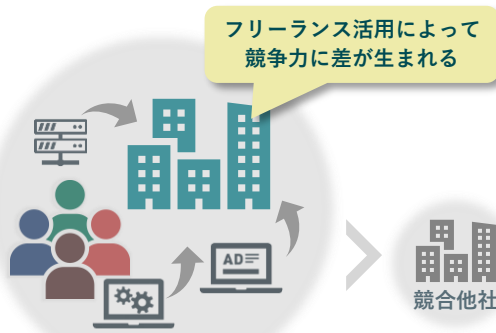 フリーランス活用によって
競争力に差が生まれる
AD
競合他社